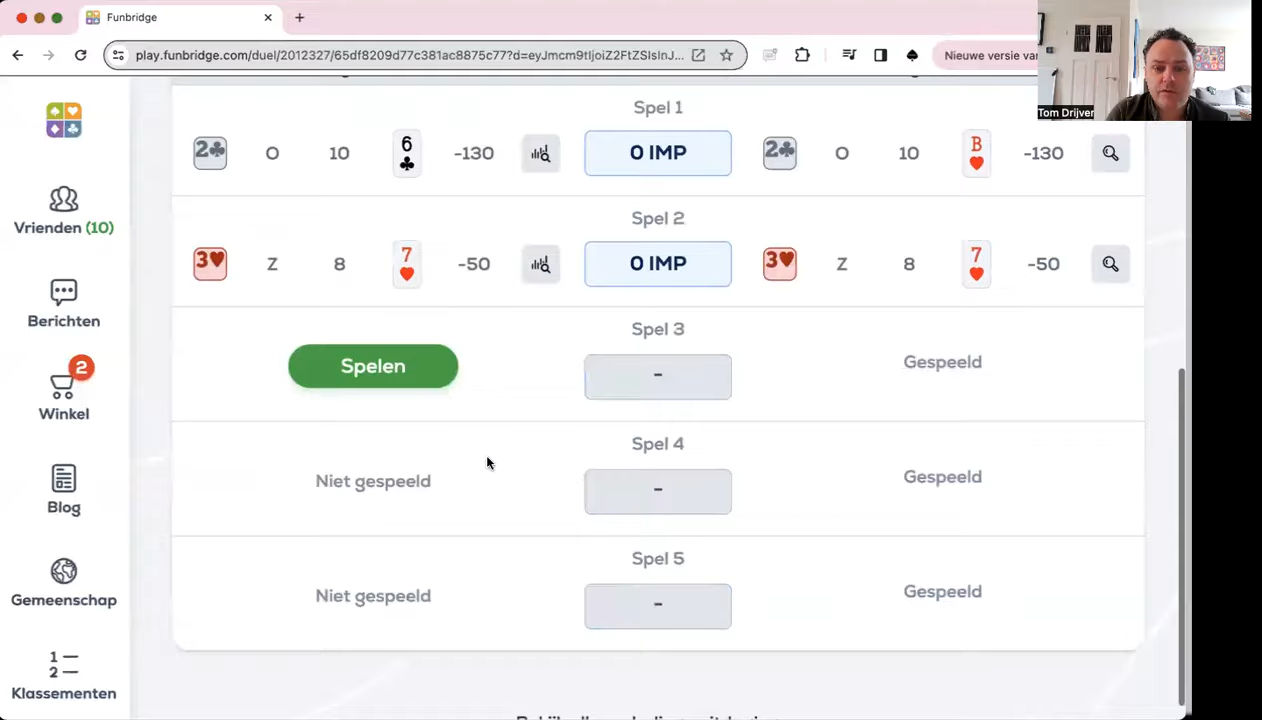 Funbridge
play.funbridge.com/duel/2012327/65df8209d77c381ac8875c77?d=eyJmcm9tIjoiZ2FtZSIsInJ...
Nieuwe versie van
Tom Drijver
Vrienden (10)
Berichten
2
Winkel
Blog
Gemeenschap
1
2
Klassementen
Spel 1
2♣ O 10 6♣ -130 0 IMP 2♣ O 10 B♥ -130
Spel 2
3♥ Z 8 7♥ -50 0 IMP 3♥ Z 8 7♥ -50
Spel 3
Spelen - Gespeeld
Spel 4
Niet gespeeld - Gespeeld
Spel 5
Niet gespeeld - Gespeeld